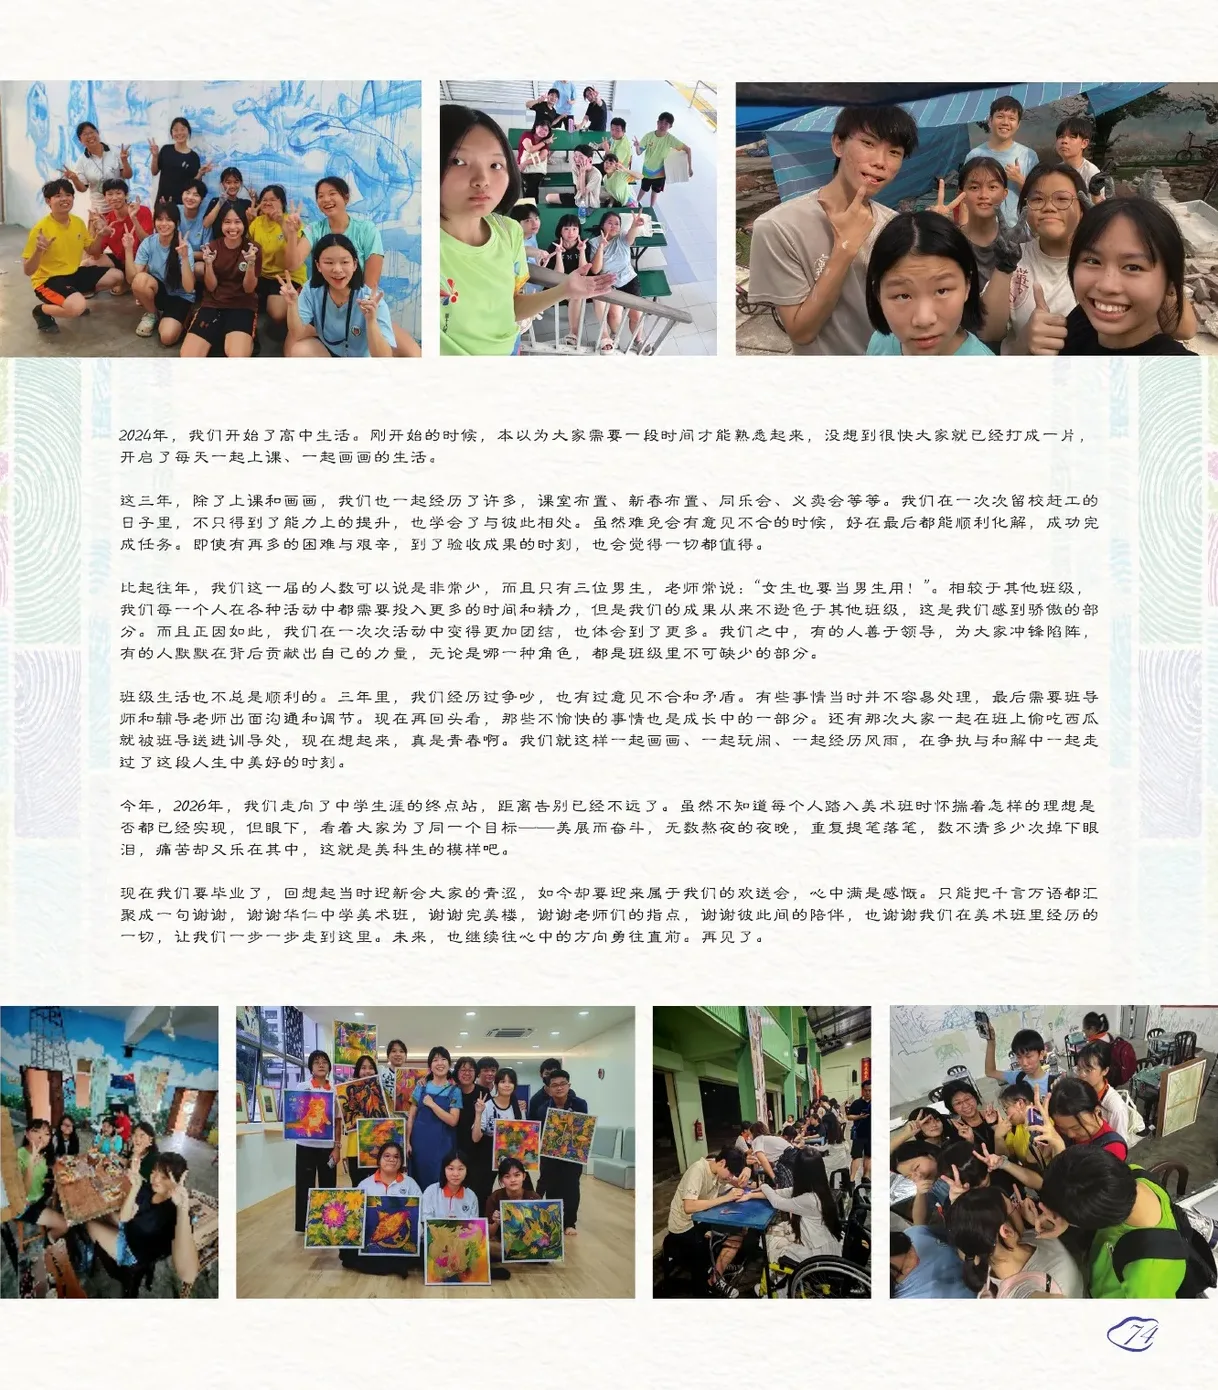 2024年，我们开始了高中生活。刚开始的时候，本以为大家需要一段时间才能熟悉起来，没想到很快大家就已经打成一片，
开启了每天一起上课、一起画画的生活。
这三年，除了上课和画画，我们也一起经历了许多，课堂布置、新春布置、同乐会、义卖会等等。我们在一次次留校赶工的
日子里，不只得到了能力上的提升，也学会了与彼此相处。虽然难免会有意见不合的时候，好在最后都能顺利化解，成功完
成任务。即使有再多的困难与艰辛，到了验收成果的时刻，也会觉得一切都值得。
比起往年，我们这一届的人数可以说是非常少，而且只有三位男生，老师常说：“女生也要当男生用！”。相较于其他班级，
我们每一个人在各种活动中都需要投入更多的时间和精力，但是我们的成果从来不逊色于其他班级，这是我们感到骄傲的部
分。而且正因如此，我们在一次次活动中变得更加团结，也体会到了更多。我们之中，有的人善于领导，为大家冲锋陷阵，
有的人默默在背后贡献出自己的力量，无论是哪一种角色，都是班级里不可缺少的部分。
班级生活也不总是顺利的。三年里，我们经历过争吵，也有过意见不合和矛盾。有些事情当时并不容易处理，最后需要班导
师和辅导老师出面沟通和调节。现在再回头看，那些不愉快的事情也是成长中的一部分。还有那次大家一起在班上偷吃西瓜
就被班导送进训导处，现在想起来，真是青春啊。我们就这样一起画画、一起玩闹、一起经历风雨，在争执与和解中一起走
过了这段人生中美好的时刻。
今年，2026年，我们走向了中学生涯的终点站，距离告别已经不远了。虽然不知道每个人踏入美术班时怀揣着怎样的理想是
否都已经实现，但眼下，看着大家为了同一个目标——美展而奋斗，无数熬夜的夜晚，重复提笔落笔，数不清多少次掉下眼
泪，痛苦却又乐在其中，这就是美科生的模样吧。
现在我们要毕业了，回想起当时迎新会大家的青涩，如今却要迎来属于我们的欢送会，心中满是感慨。只能把千言万语都汇
聚成一句谢谢，谢谢华仁中学美术班，谢谢完美楼，谢谢老师们的指点，谢谢彼此间的陪伴，也谢谢我们在美术班里经历的
一切，让我们一步一步走到这里。未来，也继续往心中的方向勇往直前。再见了。
74